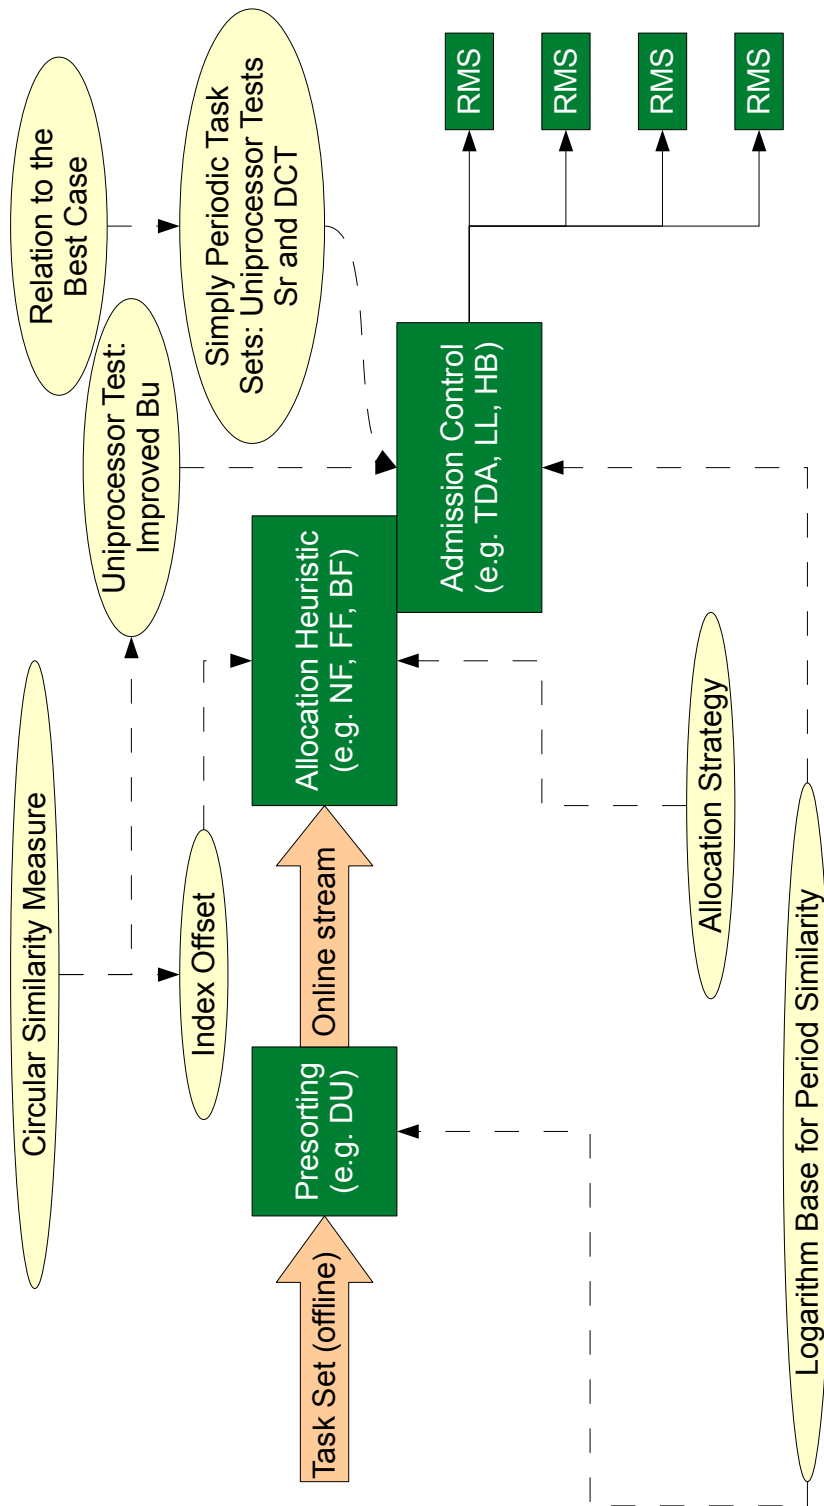 Circular Similarity Measure
Relation to the
Best Case
Uniprocessor Test:
Improved Bu
Index Offset
Simply Periodic Task
Sets: Uniprocessor Tests
Sr and DCT
Task Set (offline)
Presorting
(e.g. DU)
Online stream
Allocation Heuristic
(e.g. NF, FF, BF)
Admission Control
(e.g. TDA, LL, HB)
RMS
RMS
RMS
RMS
Allocation Strategy
Logarithm Base for Period Similarity